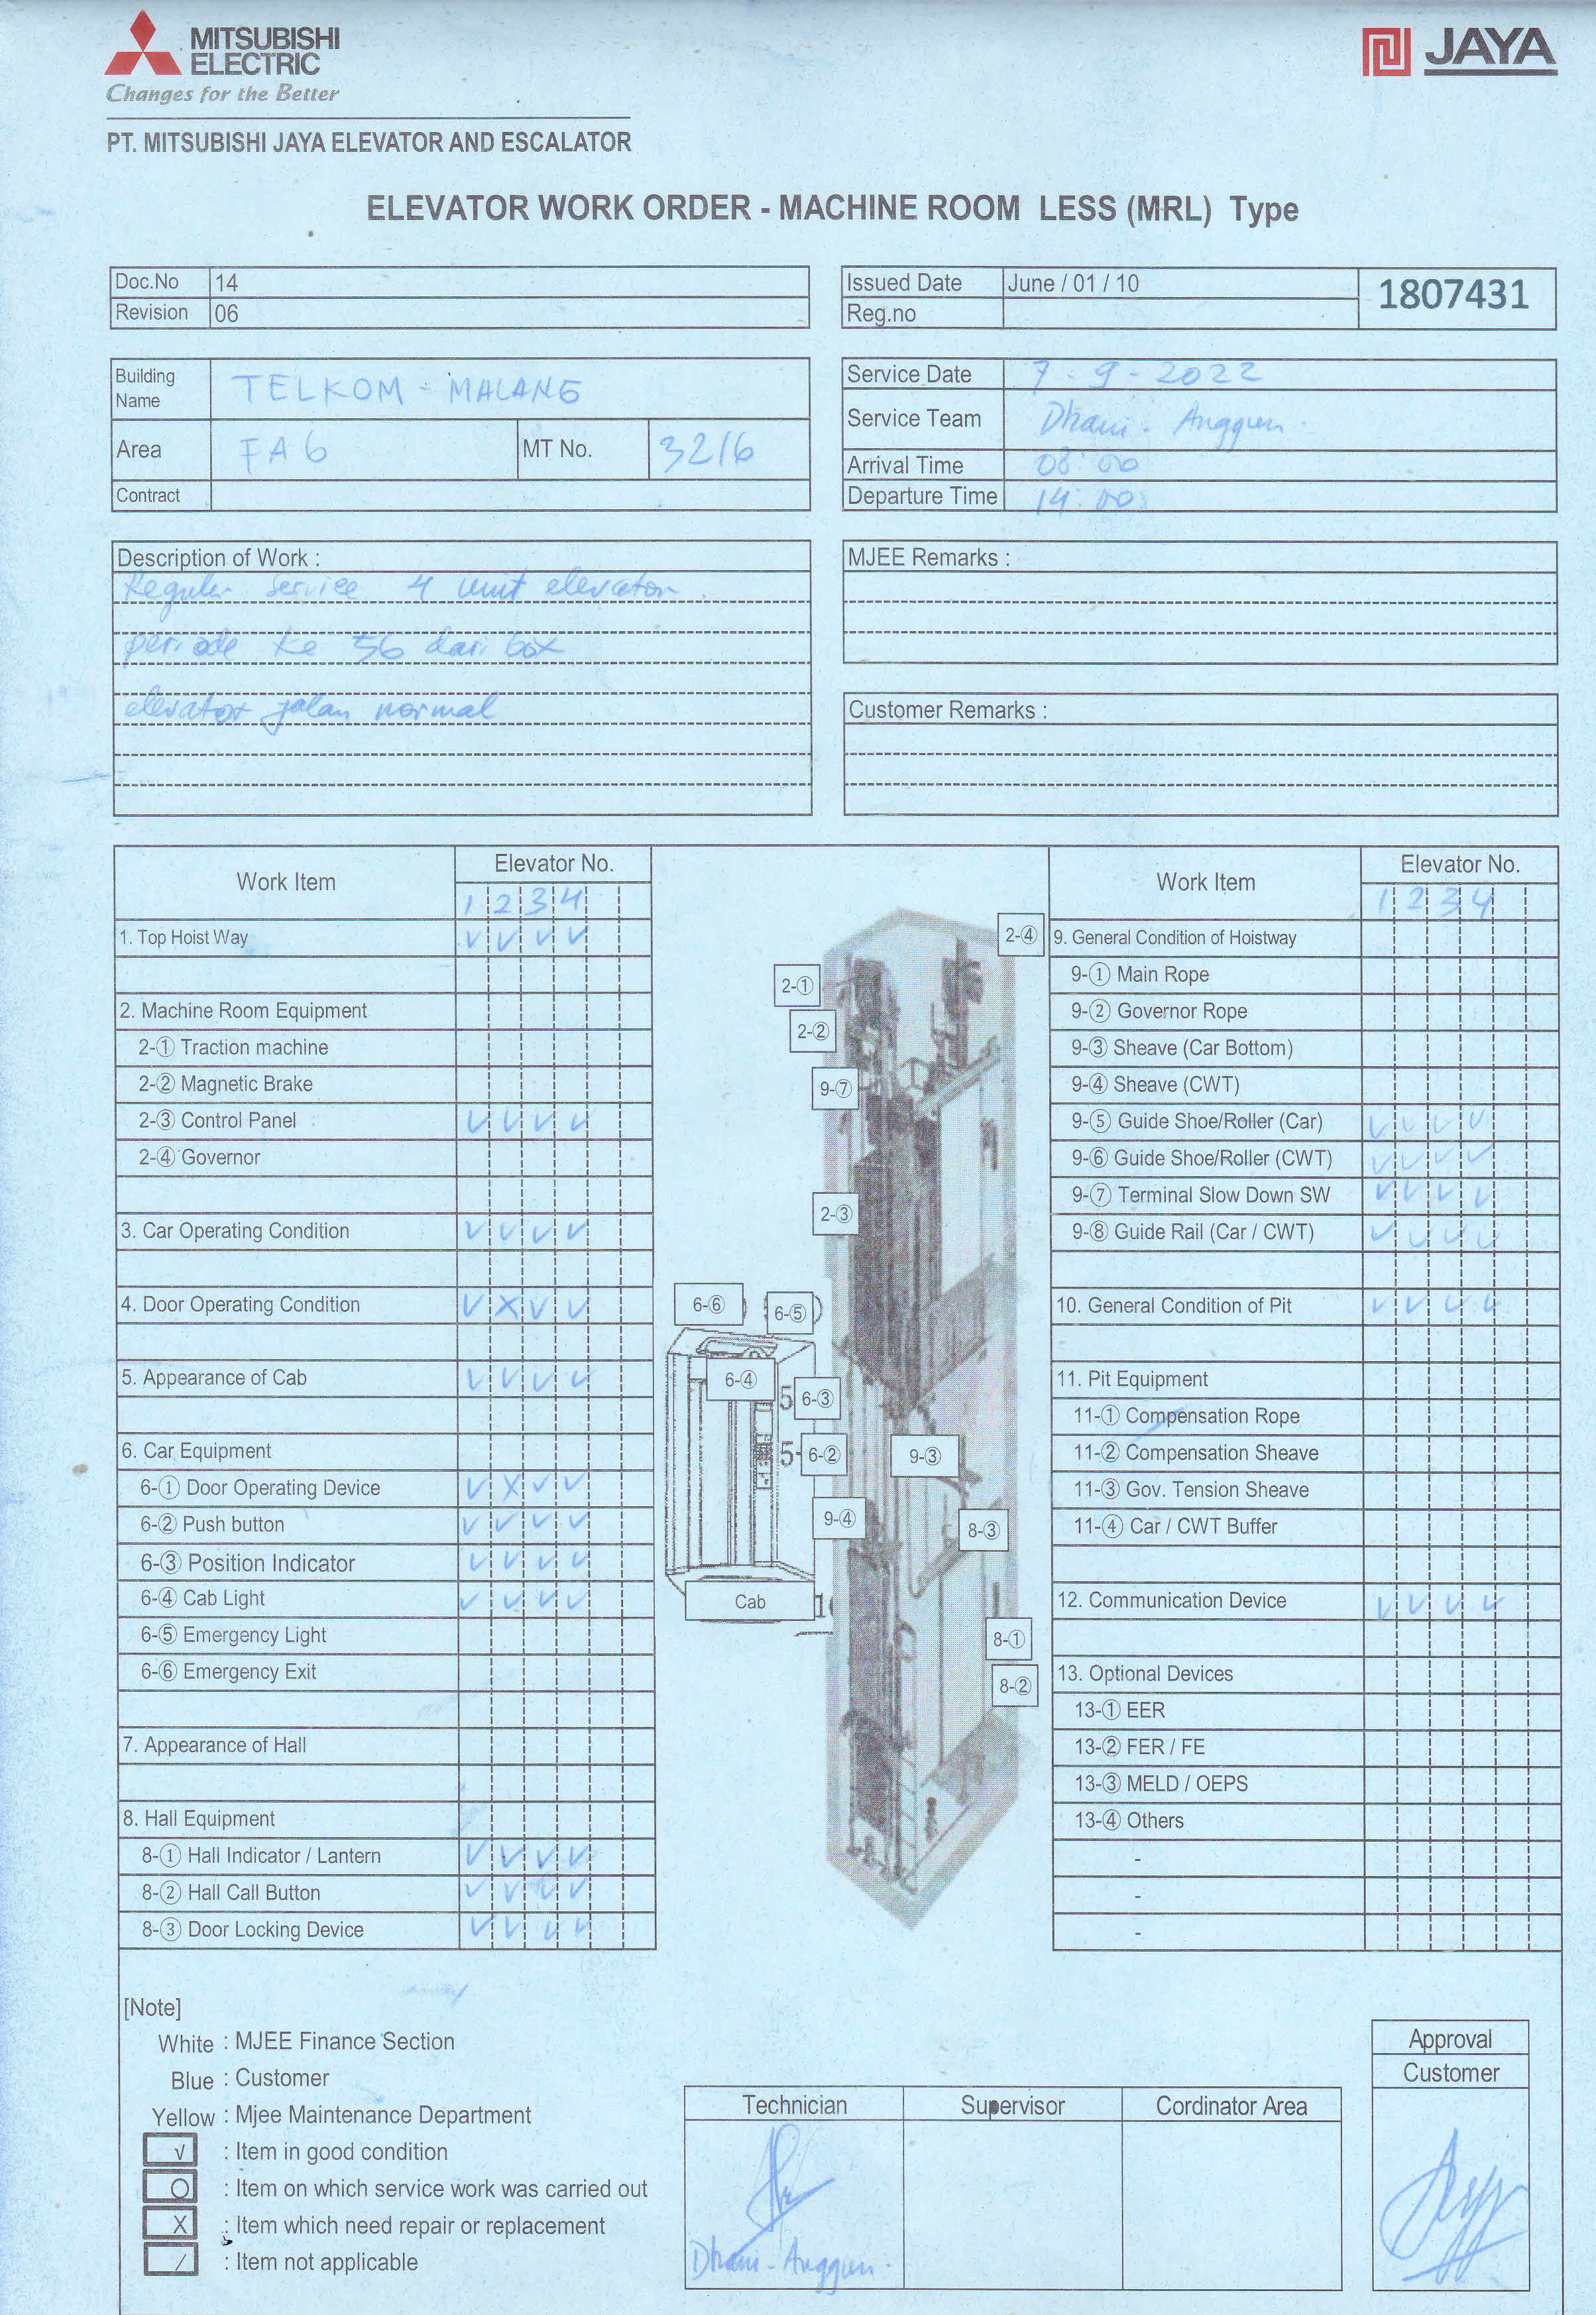 MITSUBISHI
ELECTRIC
Changes for the Better
JAYA
PT. MITSUBISHI JAYA ELEVATOR AND ESCALATOR
ELEVATOR WORK ORDER - MACHINE ROOM LESS (MRL) Type
Doc.No 14
Revision 06
Issued Date June / 01 / 10
Reg.no
1807431
Building Name TELKOM - MALANG
Area FA6 MT No. 3216
Contract
Service Date 7-9-2022
Service Team Dhani - Anggun.
Arrival Time 08:00
Departure Time 14:00
Description of Work :
Reguler service 4 unit elevator.
periode ke 56 dari box
elevator jalan normal
MJEE Remarks :
Customer Remarks :
Work Item Elevator No.
1 2 3 4
1. Top Hoist Way V V V V
2. Machine Room Equipment
2-① Traction machine
2-② Magnetic Brake
2-③ Control Panel V V V V
2-④ Governor
3. Car Operating Condition V V V V
4. Door Operating Condition V X V V
5. Appearance of Cab V V V V
6. Car Equipment
6-① Door Operating Device V X V V
6-② Push button V V V V
6-③ Position Indicator V V V V
6-④ Cab Light V V V V
6-⑤ Emergency Light
6-⑥ Emergency Exit
7. Appearance of Hall
8. Hall Equipment
8-① Hall Indicator / Lantern V V V V
8-② Hall Call Button V V V V
8-③ Door Locking Device V V V V
2-④
2-①
2-②
9-⑦
2-③
6-⑥
6-⑤
6-④
5 6-③
5- 6-②
9-③
9-④
8-③
Cab
8-①
8-②
Work Item Elevator No.
1 2 3 4
9. General Condition of Hoistway
9-① Main Rope
9-② Governor Rope
9-③ Sheave (Car Bottom)
9-④ Sheave (CWT)
9-⑤ Guide Shoe/Roller (Car) V V V V
9-⑥ Guide Shoe/Roller (CWT) V V V V
9-⑦ Terminal Slow Down SW V V V V
9-⑧ Guide Rail (Car / CWT) V V V V
10. General Condition of Pit V V V V
11. Pit Equipment
11-① Compensation Rope
11-② Compensation Sheave
11-③ Gov. Tension Sheave
11-④ Car / CWT Buffer
12. Communication Device V V V V
13. Optional Devices
13-① EER
13-② FER / FE
13-③ MELD / OEPS
13-④ Others
-
-
-
[Note]
White : MJEE Finance Section
Blue : Customer
Yellow : Mjee Maintenance Department
√ : Item in good condition
O : Item on which service work was carried out
X : Item which need repair or replacement
/ : Item not applicable
Technician Supervisor Cordinator Area
Dhani - Anggun.
Approval
Customer